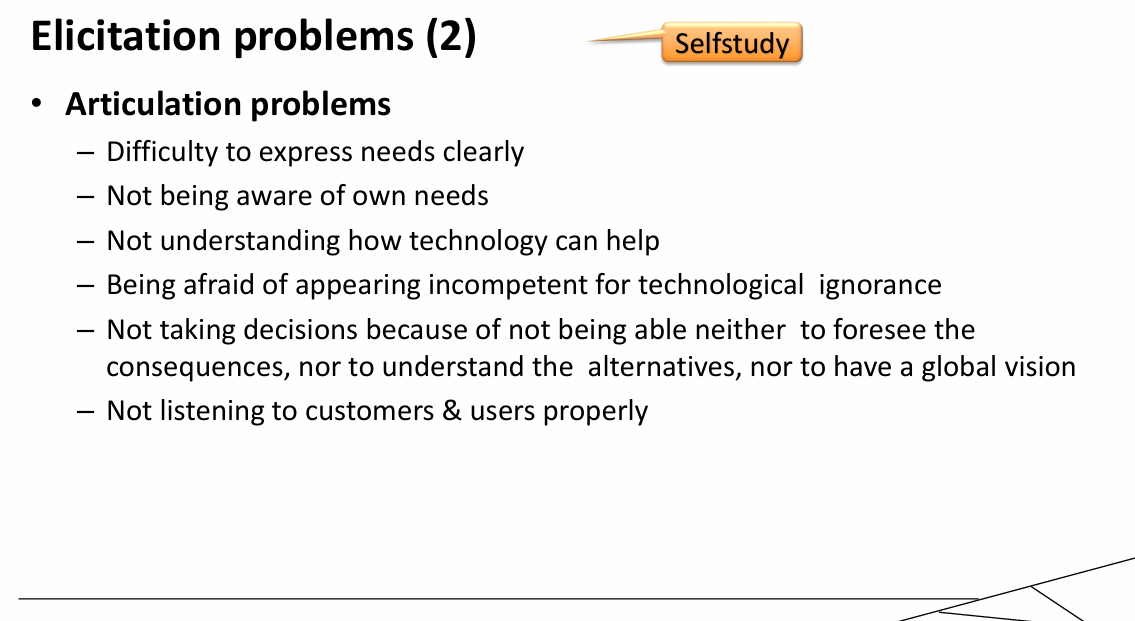 Elicitation problems (2)
Selfstudy
• Articulation problems
– Difficulty to express needs clearly
– Not being aware of own needs
– Not understanding how technology can help
– Being afraid of appearing incompetent for technological  ignorance
– Not taking decisions because of not being able neither  to foresee the
consequences, nor to understand the  alternatives, nor to have a global vision
– Not listening to customers & users properly